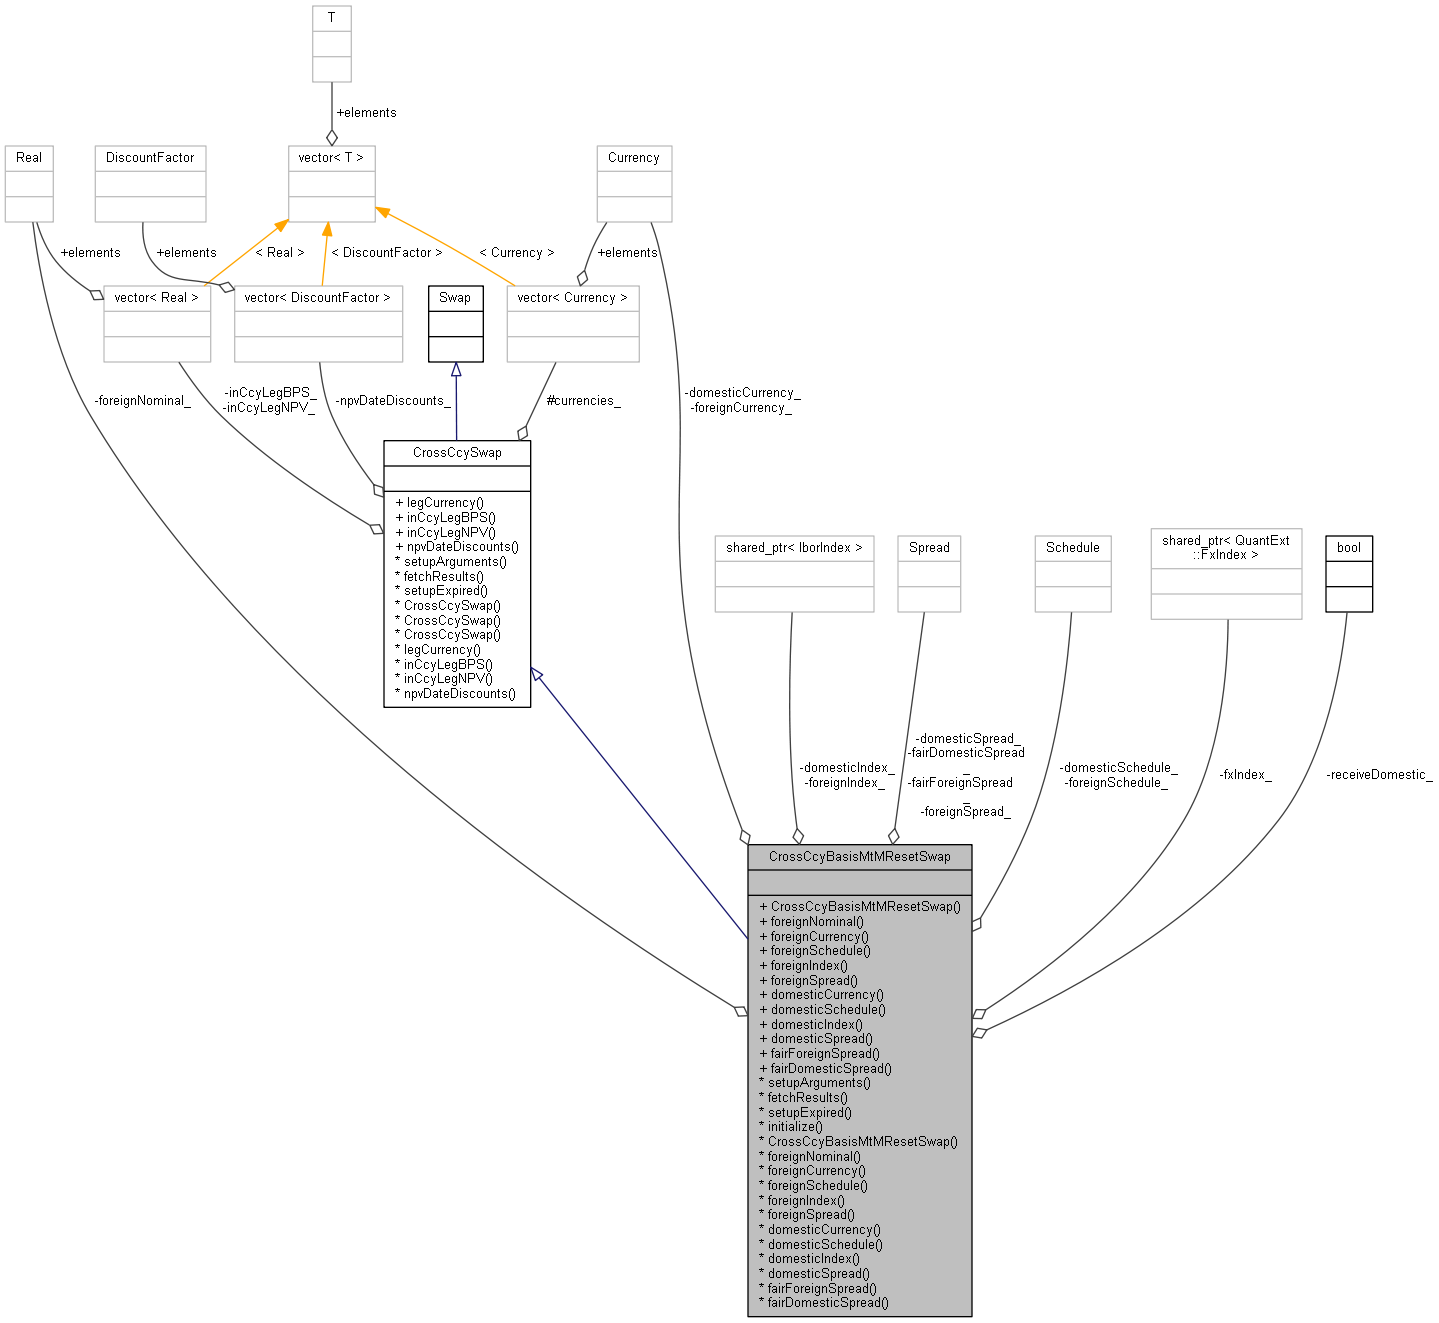 T
+elements
Real
DiscountFactor
vector< T >
Currency
+elements
+elements
< Real >
< DiscountFactor >
< Currency >
+elements
vector< Real >
vector< DiscountFactor >
Swap
vector< Currency >
-foreignNominal_
-inCcyLegBPS_
-inCcyLegNPV_
-npvDateDiscounts_
#currencies_
-domesticCurrency_
-foreignCurrency_
CrossCcySwap
+ legCurrency()
+ inCcyLegBPS()
+ inCcyLegNPV()
+ npvDateDiscounts()
* setupArguments()
* fetchResults()
* setupExpired()
* CrossCcySwap()
* CrossCcySwap()
* CrossCcySwap()
* legCurrency()
* inCcyLegBPS()
* inCcyLegNPV()
* npvDateDiscounts()
shared_ptr< IborIndex >
Spread
Schedule
shared_ptr< QuantExt
::FxIndex >
bool
-domesticIndex_
-foreignIndex_
-domesticSpread_
-fairDomesticSpread
_
-fairForeignSpread
_
-foreignSpread_
-domesticSchedule_
-foreignSchedule_
-fxIndex_
-receiveDomestic_
CrossCcyBasisMtMResetSwap
+ CrossCcyBasisMtMResetSwap()
+ foreignNominal()
+ foreignCurrency()
+ foreignSchedule()
+ foreignIndex()
+ foreignSpread()
+ domesticCurrency()
+ domesticSchedule()
+ domesticIndex()
+ domesticSpread()
+ fairForeignSpread()
+ fairDomesticSpread()
* setupArguments()
* fetchResults()
* setupExpired()
* initialize()
* CrossCcyBasisMtMResetSwap()
* foreignNominal()
* foreignCurrency()
* foreignSchedule()
* foreignIndex()
* foreignSpread()
* domesticCurrency()
* domesticSchedule()
* domesticIndex()
* domesticSpread()
* fairForeignSpread()
* fairDomesticSpread()